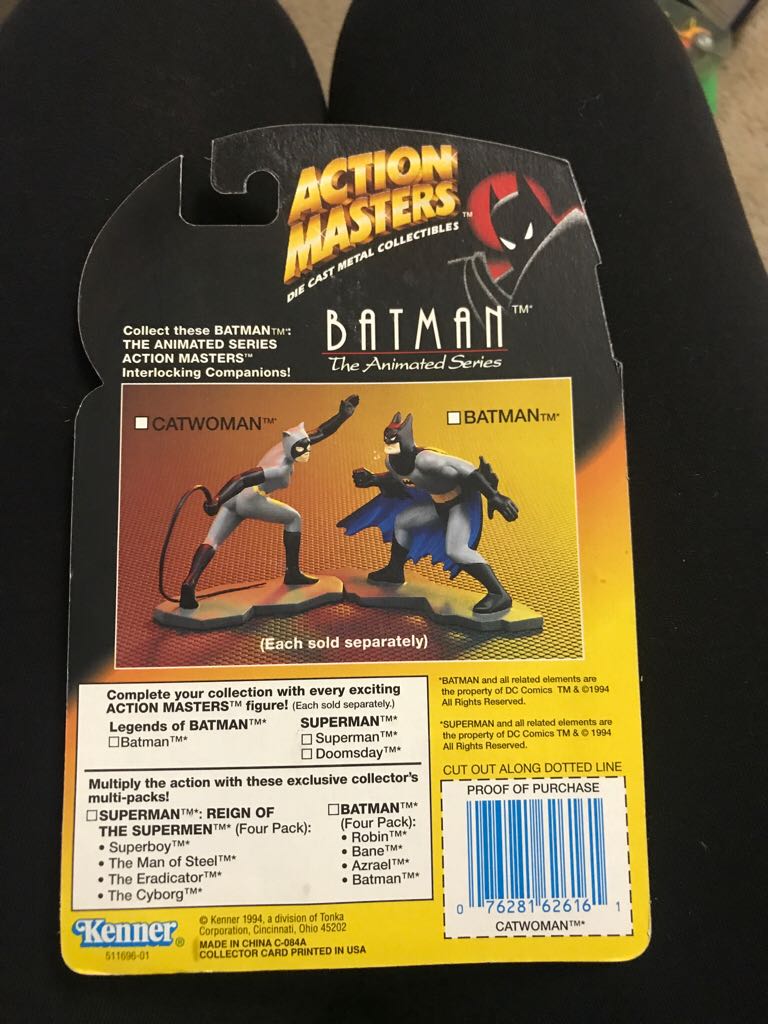 ACTION
MASTERS™
DIE CAST METAL COLLECTIBLES
BATMAN™*
The Animated Series
Collect these BATMAN™*:
THE ANIMATED SERIES
ACTION MASTERS™
Interlocking Companions!
CATWOMAN™*
BATMAN™*
(Each sold separately)
Complete your collection with every exciting
ACTION MASTERS™ figure! (Each sold separately.)
Legends of BATMAN™*
Batman™*
SUPERMAN™*
Superman™*
Doomsday™*
Multiply the action with these exclusive collector's
multi-packs!
SUPERMAN™*: REIGN OF
THE SUPERMEN™* (Four Pack):
• Superboy™*
• The Man of Steel™*
• The Eradicator™*
• The Cyborg™*
BATMAN™*
(Four Pack):
• Robin™*
• Bane™*
• Azrael™*
• Batman™*
*BATMAN and all related elements are
the property of DC Comics TM & ©1994
All Rights Reserved.
*SUPERMAN and all related elements are
the property of DC Comics TM & © 1994
All Rights Reserved.
CUT OUT ALONG DOTTED LINE
PROOF OF PURCHASE
0 76281 62616 1
CATWOMAN™*
Kenner®
511696-01
© Kenner 1994, a division of Tonka
Corporation, Cincinnati, Ohio 45202
MADE IN CHINA C-084A
COLLECTOR CARD PRINTED IN USA